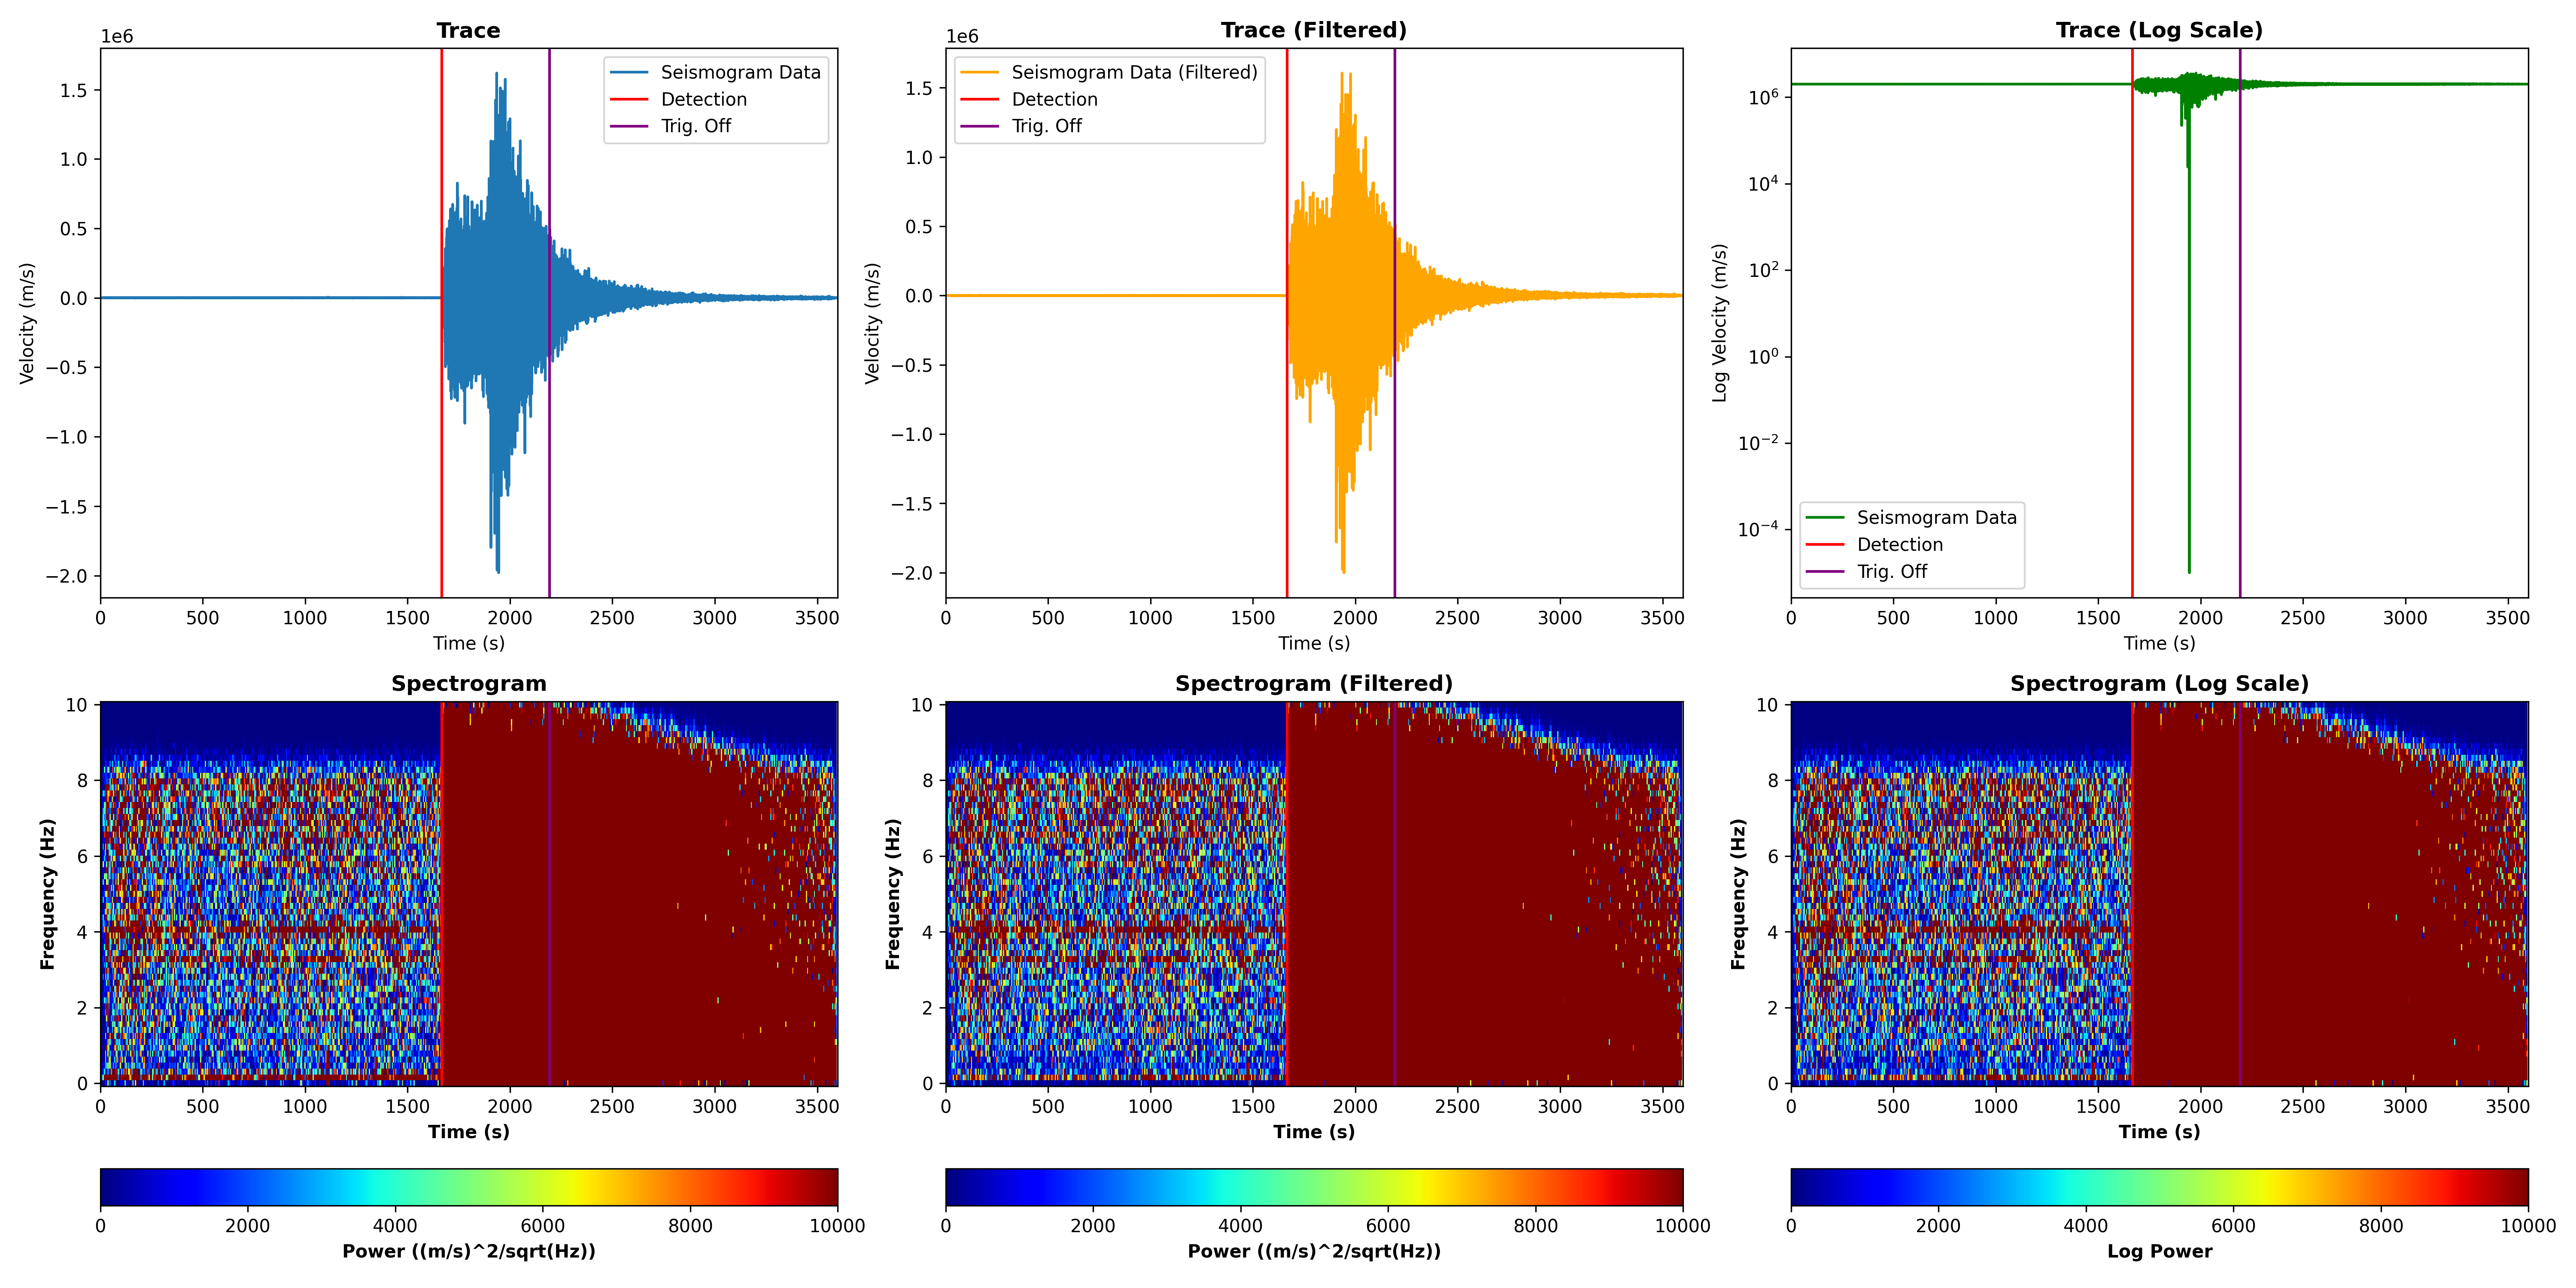 Trace
1e6
Velocity (m/s)
1.5
1.0
0.5
0.0
−0.5
−1.0
−1.5
−2.0
Seismogram Data
Detection
Trig. Off
0 500 1000 1500 2000 2500 3000 3500
Time (s)
Trace (Filtered)
1e6
Velocity (m/s)
1.5
1.0
0.5
0.0
−0.5
−1.0
−1.5
−2.0
Seismogram Data (Filtered)
Detection
Trig. Off
0 500 1000 1500 2000 2500 3000 3500
Time (s)
Trace (Log Scale)
Log Velocity (m/s)
10⁶
10⁴
10²
10⁰
10⁻²
10⁻⁴
Seismogram Data
Detection
Trig. Off
0 500 1000 1500 2000 2500 3000 3500
Time (s)
Spectrogram
Frequency (Hz)
10
8
6
4
2
0
0 500 1000 1500 2000 2500 3000 3500
Time (s)
0 2000 4000 6000 8000 10000
Power ((m/s)^2/sqrt(Hz))
Spectrogram (Filtered)
Frequency (Hz)
10
8
6
4
2
0
0 500 1000 1500 2000 2500 3000 3500
Time (s)
0 2000 4000 6000 8000 10000
Power ((m/s)^2/sqrt(Hz))
Spectrogram (Log Scale)
Frequency (Hz)
10
8
6
4
2
0
0 500 1000 1500 2000 2500 3000 3500
Time (s)
0 2000 4000 6000 8000 10000
Log Power